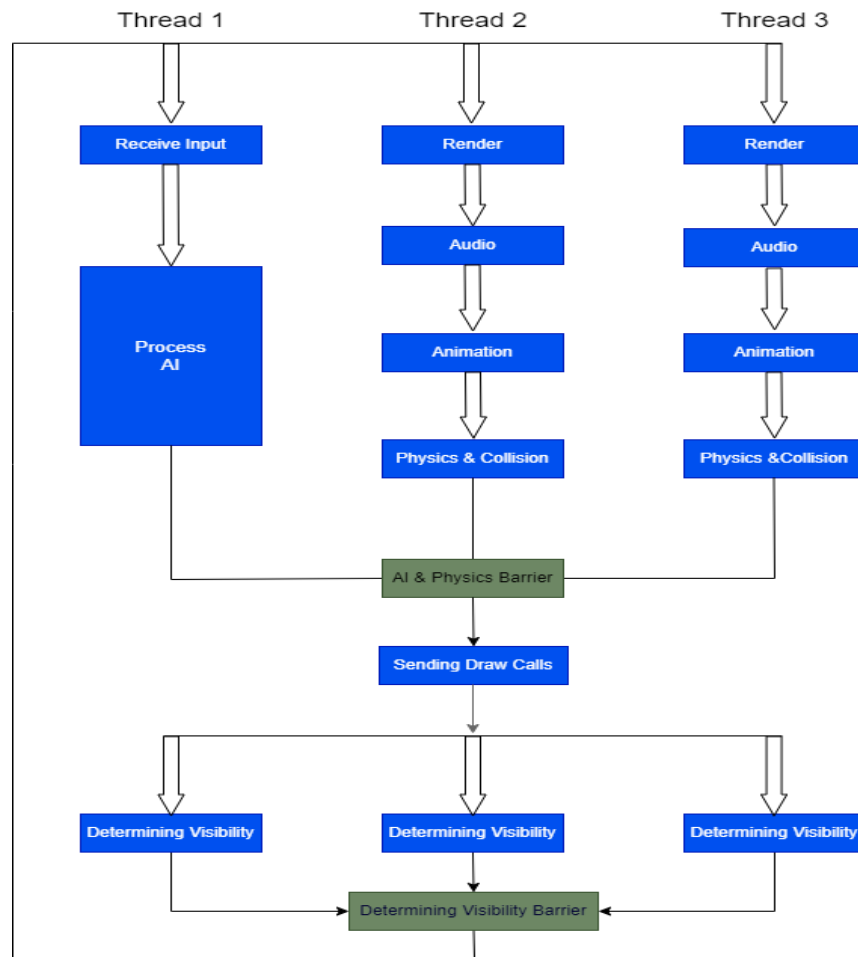 Thread 1
Thread 2
Thread 3
Receive Input
Render
Render
Audio
Audio
Process
AI
Animation
Animation
Physics & Collision
Physics &Collision
AI & Physics Barrier
Sending Draw Calls
Determining Visibility
Determining Visibility
Determining Visibility
Determining Visibility Barrier